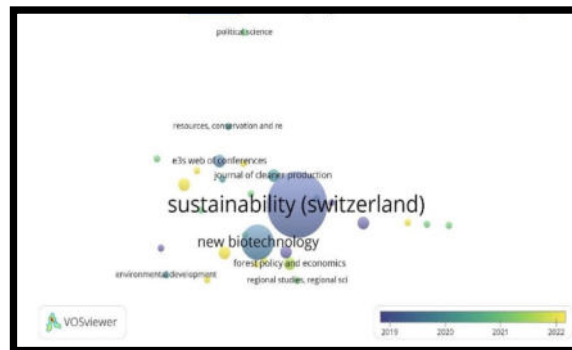 political science
resources, conservation and re
e3s web of conferences
journal of cleaner production
sustainability (switzerland)
new biotechnology
forest policy and economics
environmental development
regional studies, regional sci
VOSviewer
2019 2020 2021 2022